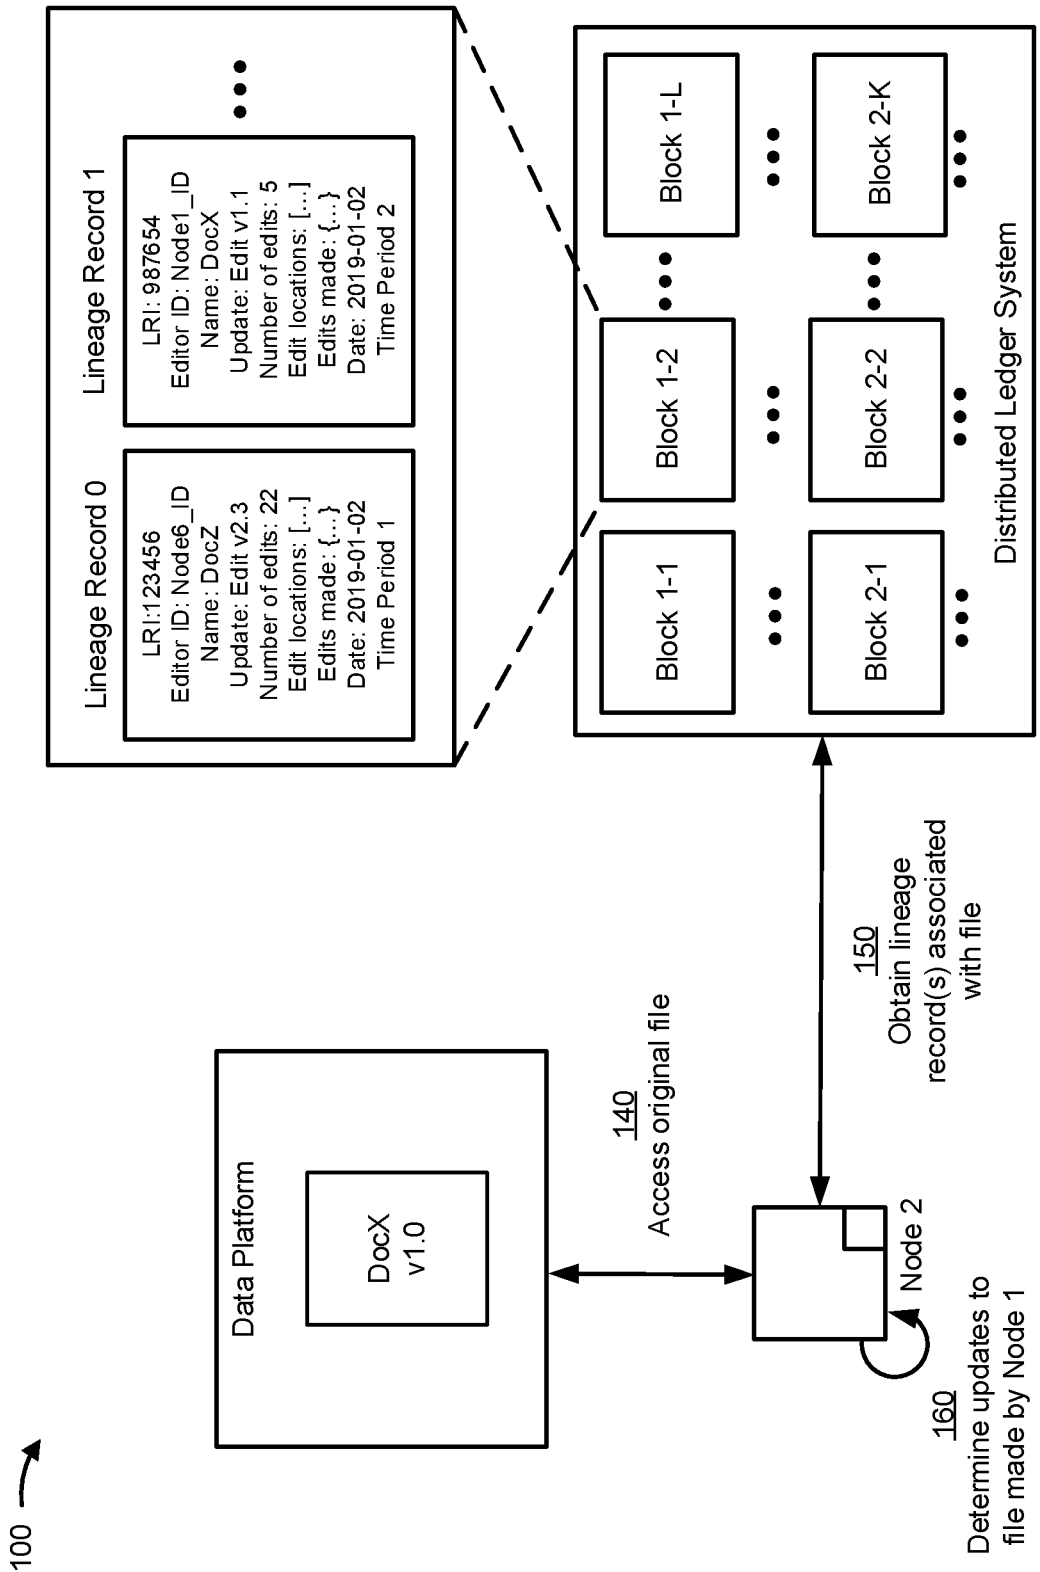 100
Data Platform
DocX
v1.0
140
Access original file
Node 2
160
Determine updates to
file made by Node 1
150
Obtain lineage
record(s) associated
with file
Lineage Record 0
LRI:123456
Editor ID: Node6_ID
Name: DocZ
Update: Edit v2.3
Number of edits: 22
Edit locations: [...]
Edits made: {...}
Date: 2019-01-02
Time Period 1
Lineage Record 1
LRI: 987654
Editor ID: Node1_ID
Name: DocX
Update: Edit v1.1
Number of edits: 5
Edit locations: [...]
Edits made: {...}
Date: 2019-01-02
Time Period 2
Block 1-1
Block 1-2
Block 1-L
Block 2-1
Block 2-2
Block 2-K
Distributed Ledger System